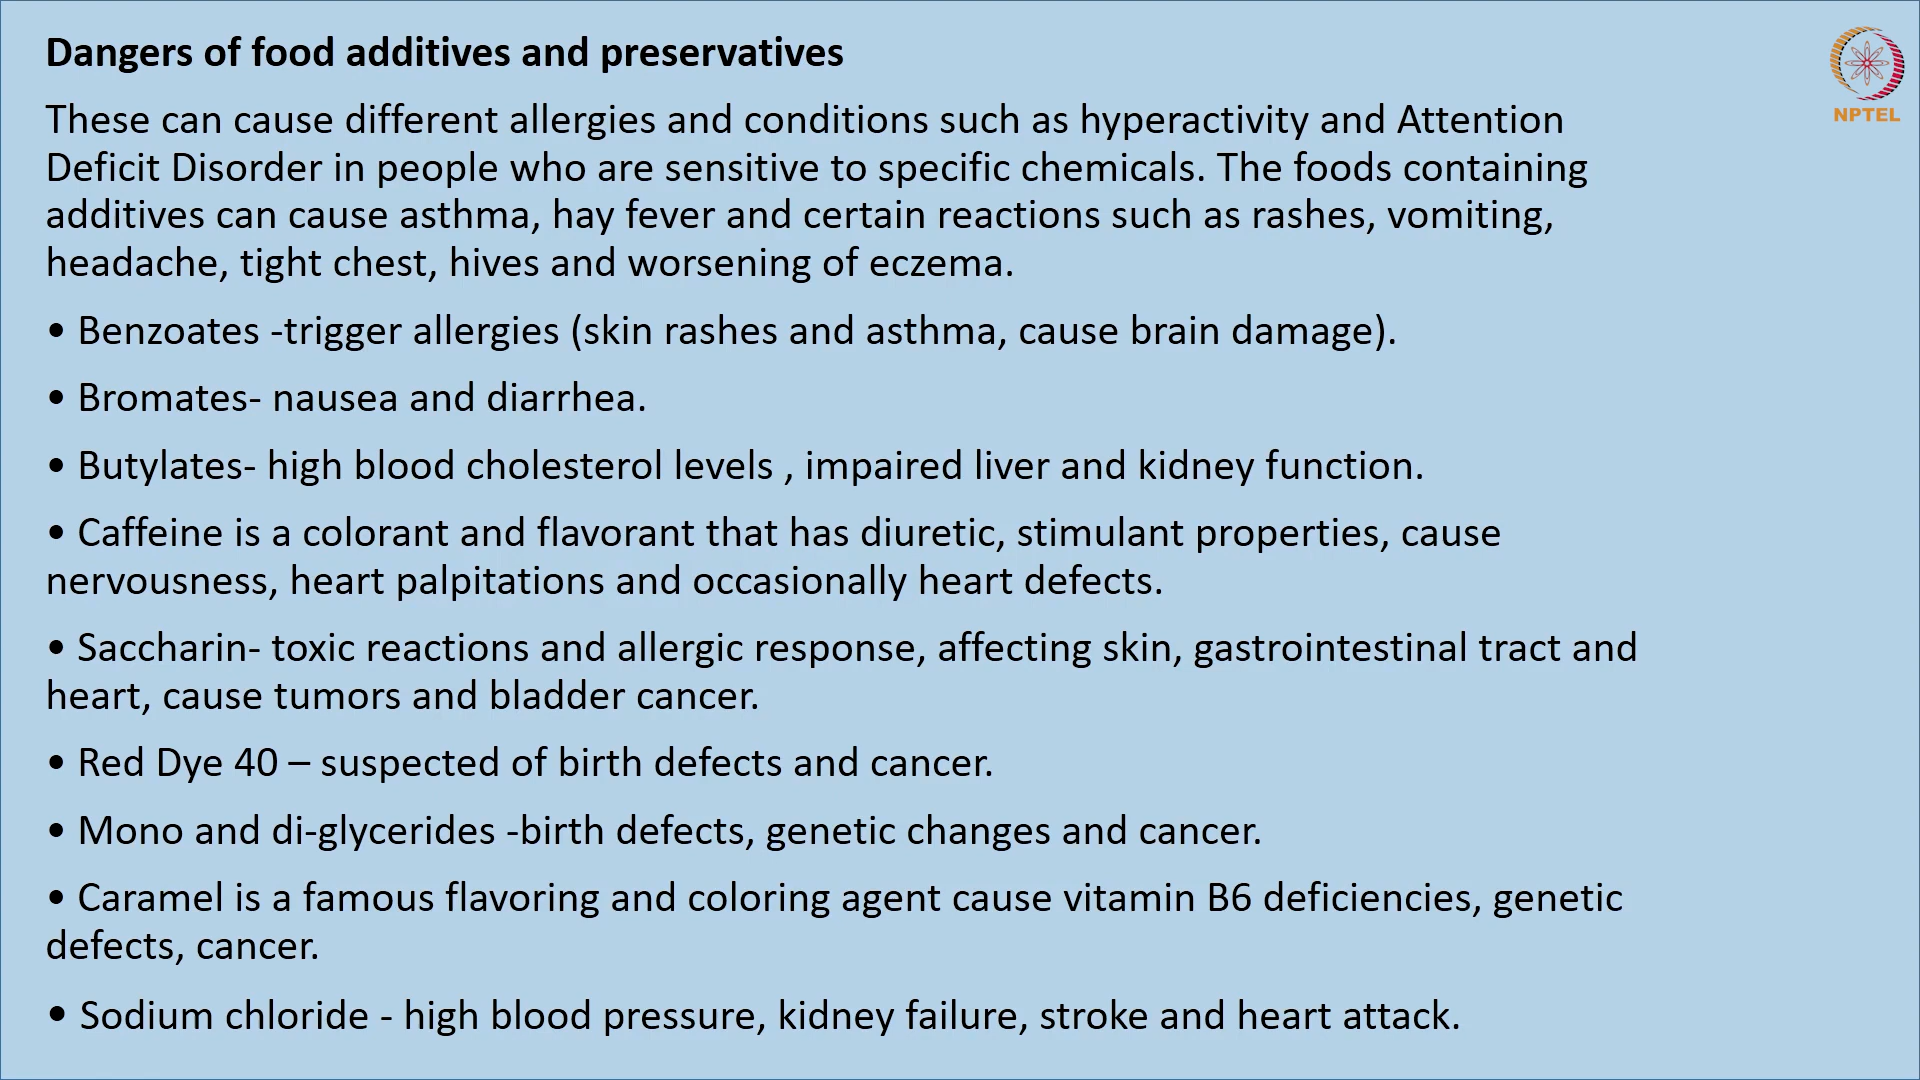 Dangers of food additives and preservatives
NPTEL
These can cause different allergies and conditions such as hyperactivity and Attention
Deficit Disorder in people who are sensitive to specific chemicals. The foods containing
additives can cause asthma, hay fever and certain reactions such as rashes, vomiting,
headache, tight chest, hives and worsening of eczema.
• Benzoates -trigger allergies (skin rashes and asthma, cause brain damage).
• Bromates- nausea and diarrhea.
• Butylates- high blood cholesterol levels , impaired liver and kidney function.
• Caffeine is a colorant and flavorant that has diuretic, stimulant properties, cause
nervousness, heart palpitations and occasionally heart defects.
• Saccharin- toxic reactions and allergic response, affecting skin, gastrointestinal tract and
heart, cause tumors and bladder cancer.
• Red Dye 40 – suspected of birth defects and cancer.
• Mono and di-glycerides -birth defects, genetic changes and cancer.
• Caramel is a famous flavoring and coloring agent cause vitamin B6 deficiencies, genetic
defects, cancer.
• Sodium chloride - high blood pressure, kidney failure, stroke and heart attack.